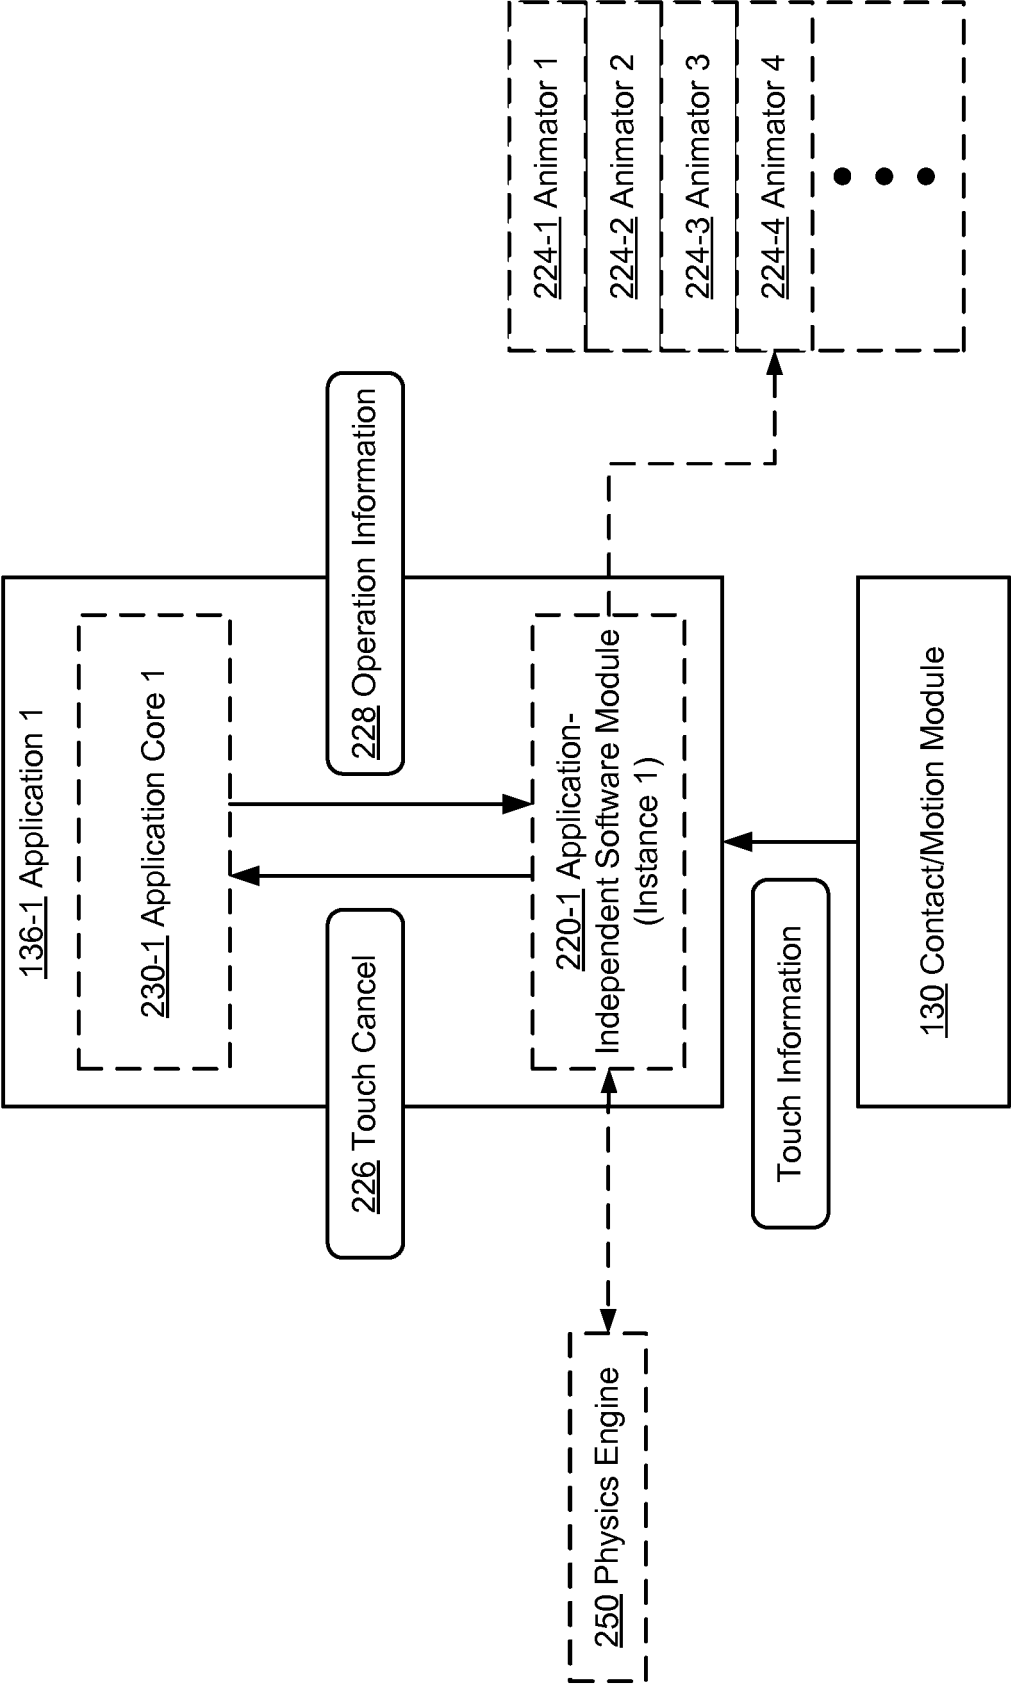 136-1 Application 1
230-1 Application Core 1
226 Touch Cancel
228 Operation Information
220-1 Application-
Independent Software Module
(Instance 1)
250 Physics Engine
Touch Information
130 Contact/Motion Module
224-1 Animator 1
224-2 Animator 2
224-3 Animator 3
224-4 Animator 4